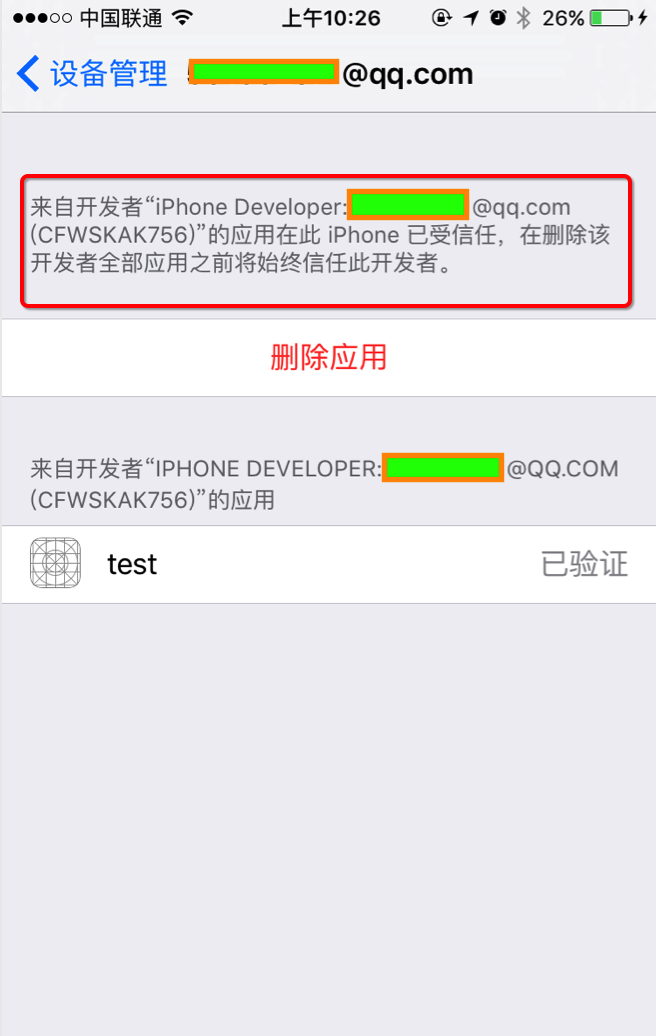 中国联通 上午10:26 26%
设备管理 @qq.com
来自开发者“iPhone Developer: @qq.com
(CFWSKAK756)”的应用在此 iPhone 已受信任，在删除该
开发者全部应用之前将始终信任此开发者。
删除应用
来自开发者“IPHONE DEVELOPER: @QQ.COM
(CFWSKAK756)”的应用
test 已验证